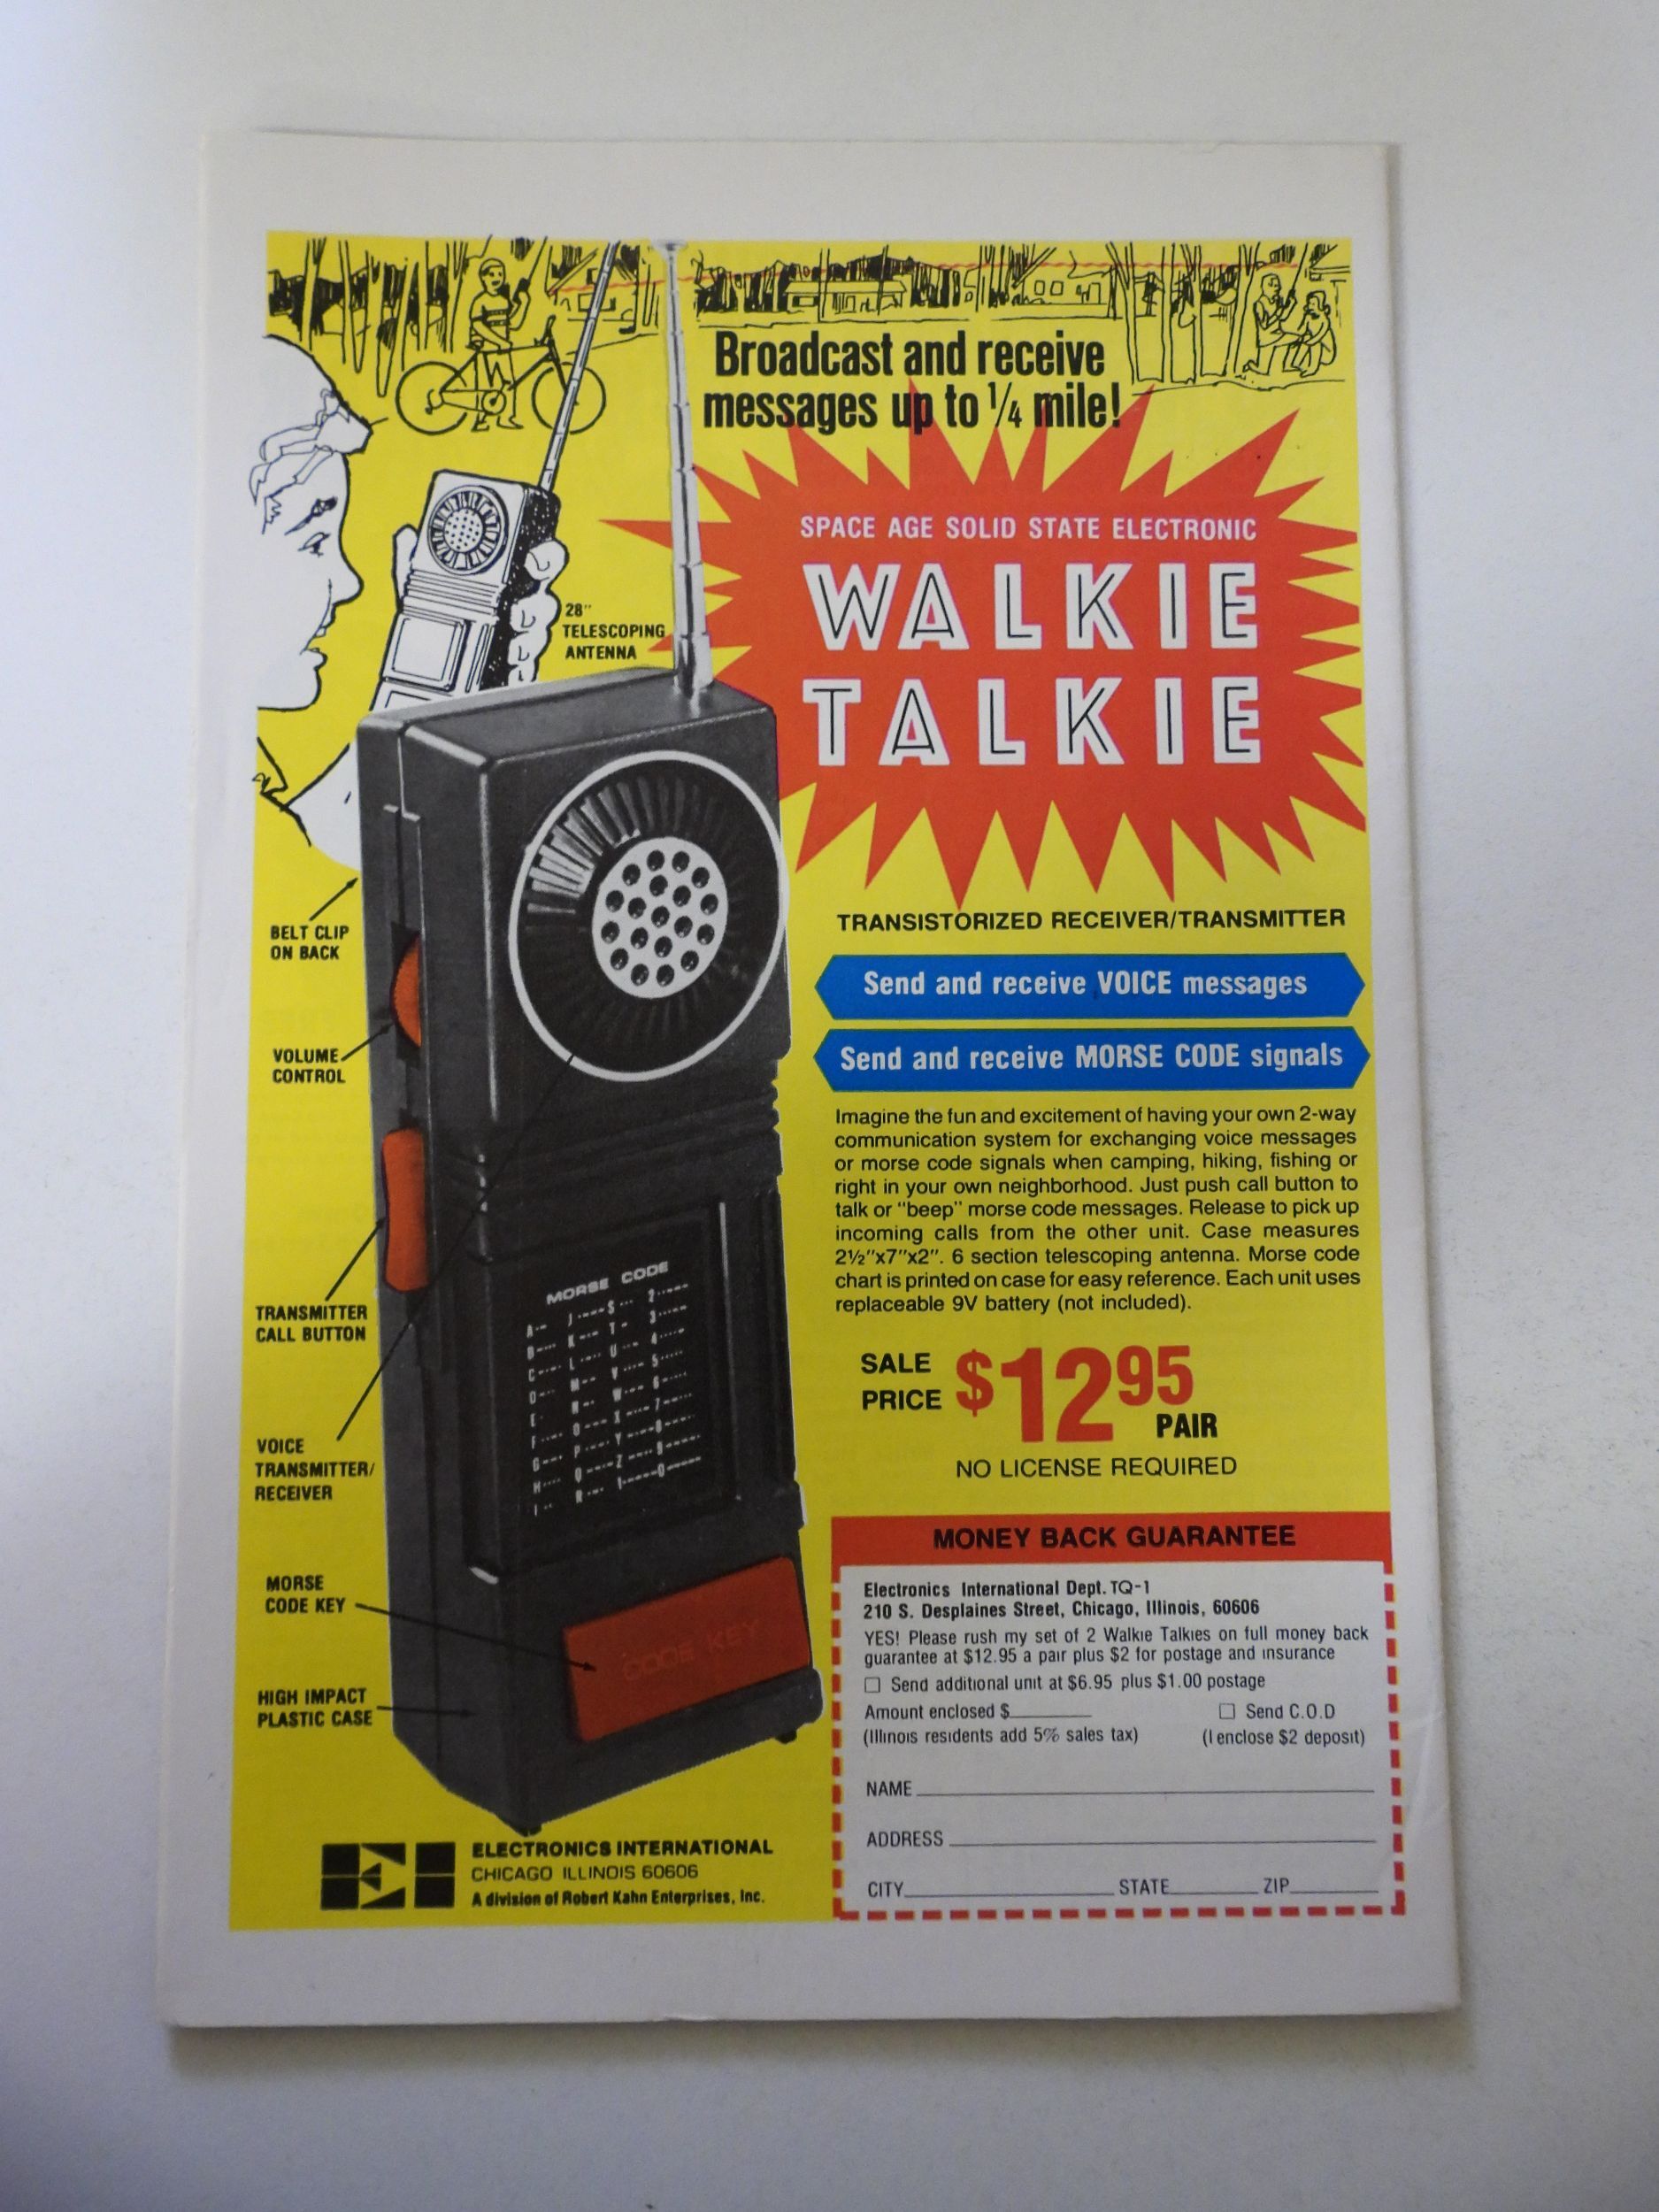 Broadcast and receive
messages up to 1/4 mile!
SPACE AGE SOLID STATE ELECTRONIC
WALKIE
TALKIE
28"
TELESCOPING
ANTENNA
BELT CLIP
ON BACK
VOLUME
CONTROL
TRANSMITTER
CALL BUTTON
VOICE
TRANSMITTER/
RECEIVER
MORSE
CODE KEY
HIGH IMPACT
PLASTIC CASE
MORSE CODE
CODE KEY
TRANSISTORIZED RECEIVER/TRANSMITTER
Send and receive VOICE messages
Send and receive MORSE CODE signals
Imagine the fun and excitement of having your own 2-way
communication system for exchanging voice messages
or morse code signals when camping, hiking, fishing or
right in your own neighborhood. Just push call button to
talk or "beep" morse code messages. Release to pick up
incoming calls from the other unit. Case measures
2½"x7"x2". 6 section telescoping antenna. Morse code
chart is printed on case for easy reference. Each unit uses
replaceable 9V battery (not included).
SALE
PRICE $12.95
PAIR
NO LICENSE REQUIRED
MONEY BACK GUARANTEE
Electronics International Dept. TQ-1
210 S. Desplaines Street, Chicago, Illinois, 60606
YES! Please rush my set of 2 Walkie Talkies on full money back
guarantee at $12.95 a pair plus $2 for postage and insurance
☐ Send additional unit at $6.95 plus $1.00 postage
Amount enclosed $________ ☐ Send C.O.D
(Illinois residents add 5% sales tax) (I enclose $2 deposit)
NAME
ADDRESS
CITY STATE ZIP
ELECTRONICS INTERNATIONAL
CHICAGO ILLINOIS 60606
A division of Robert Kahn Enterprises, Inc.